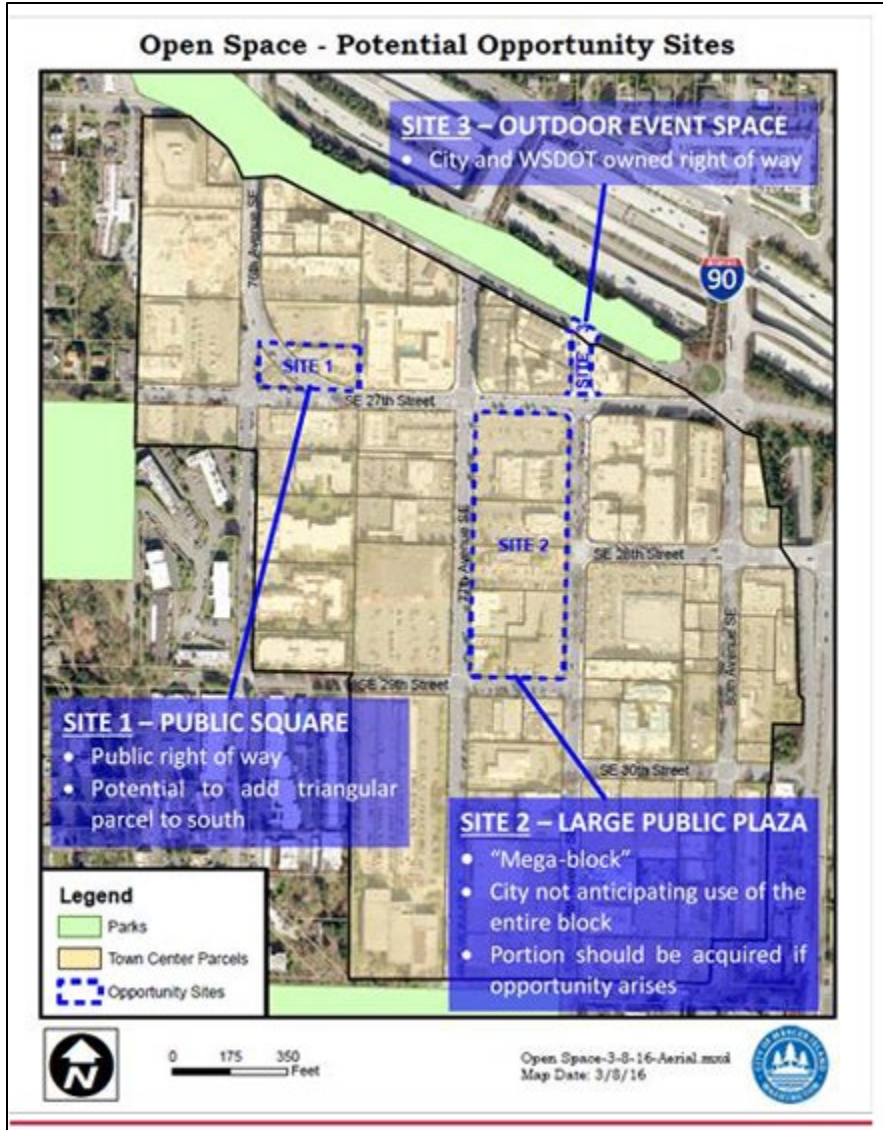 Open Space - Potential Opportunity Sites
SITE 3 – OUTDOOR EVENT SPACE
• City and WSDOT owned right of way
90
76th Avenue SE
SITE 1
SITE 3
SE 27th Street
77th Avenue SE
SITE 2
SE 28th Street
80th Avenue SE
SE 29th Street
SITE 1 – PUBLIC SQUARE
• Public right of way
• Potential to add triangular
parcel to south
SE 30th Street
SITE 2 – LARGE PUBLIC PLAZA
• “Mega-block”
• City not anticipating use of the
entire block
• Portion should be acquired if
opportunity arises
Legend
Parks
Town Center Parcels
Opportunity Sites
N
0 175 350
Feet
Open Space-3-8-16-Aerial.mxd
Map Date: 3/8/16
CITY OF MERCER ISLAND
WASHINGTON